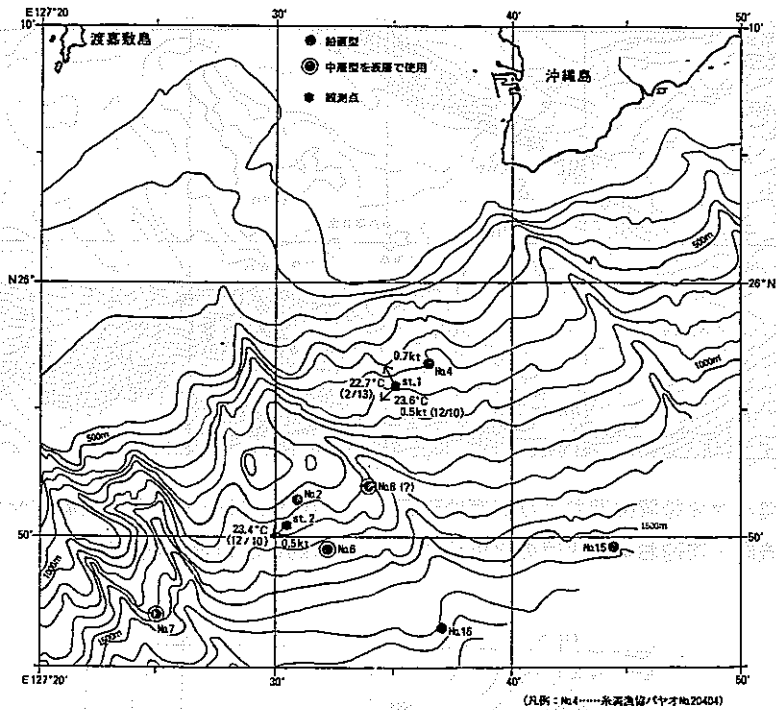 E127°20' 30' 40' 50'
10' 10'
渡嘉敷島
沖縄島
● 鉛直型
◉ 中層型を表層で使用
● 観測点
500m
N26° 26°N
1000m
0.7kt
No.4
22.7°C st.1
(2/13) 23.6°C
0.5kt (12/10)
500m
No.2
No.8 (?)
st.2
23.4°C
(12/10) 0.5kt
50' 50'
1500m
No.6
No.15
1000m
No.7
1500m
No.16
E127°20' 30' 40' 50'
(凡例:No.4……糸満漁協パヤオNo.20404)